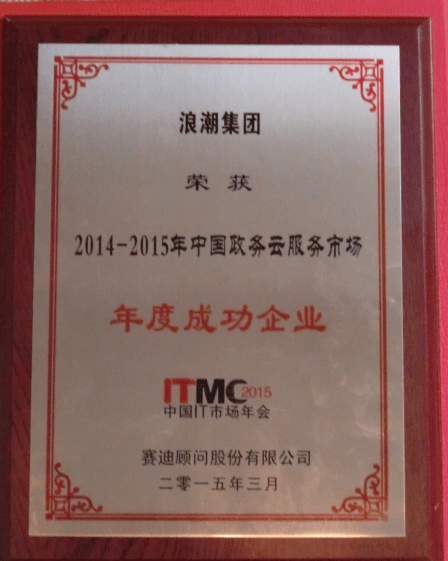 浪潮集团
荣获
2014-2015年中国政务云服务市场
年度成功企业
ITMC 2015
中国IT市场年会
赛迪顾问股份有限公司
二零一五年三月